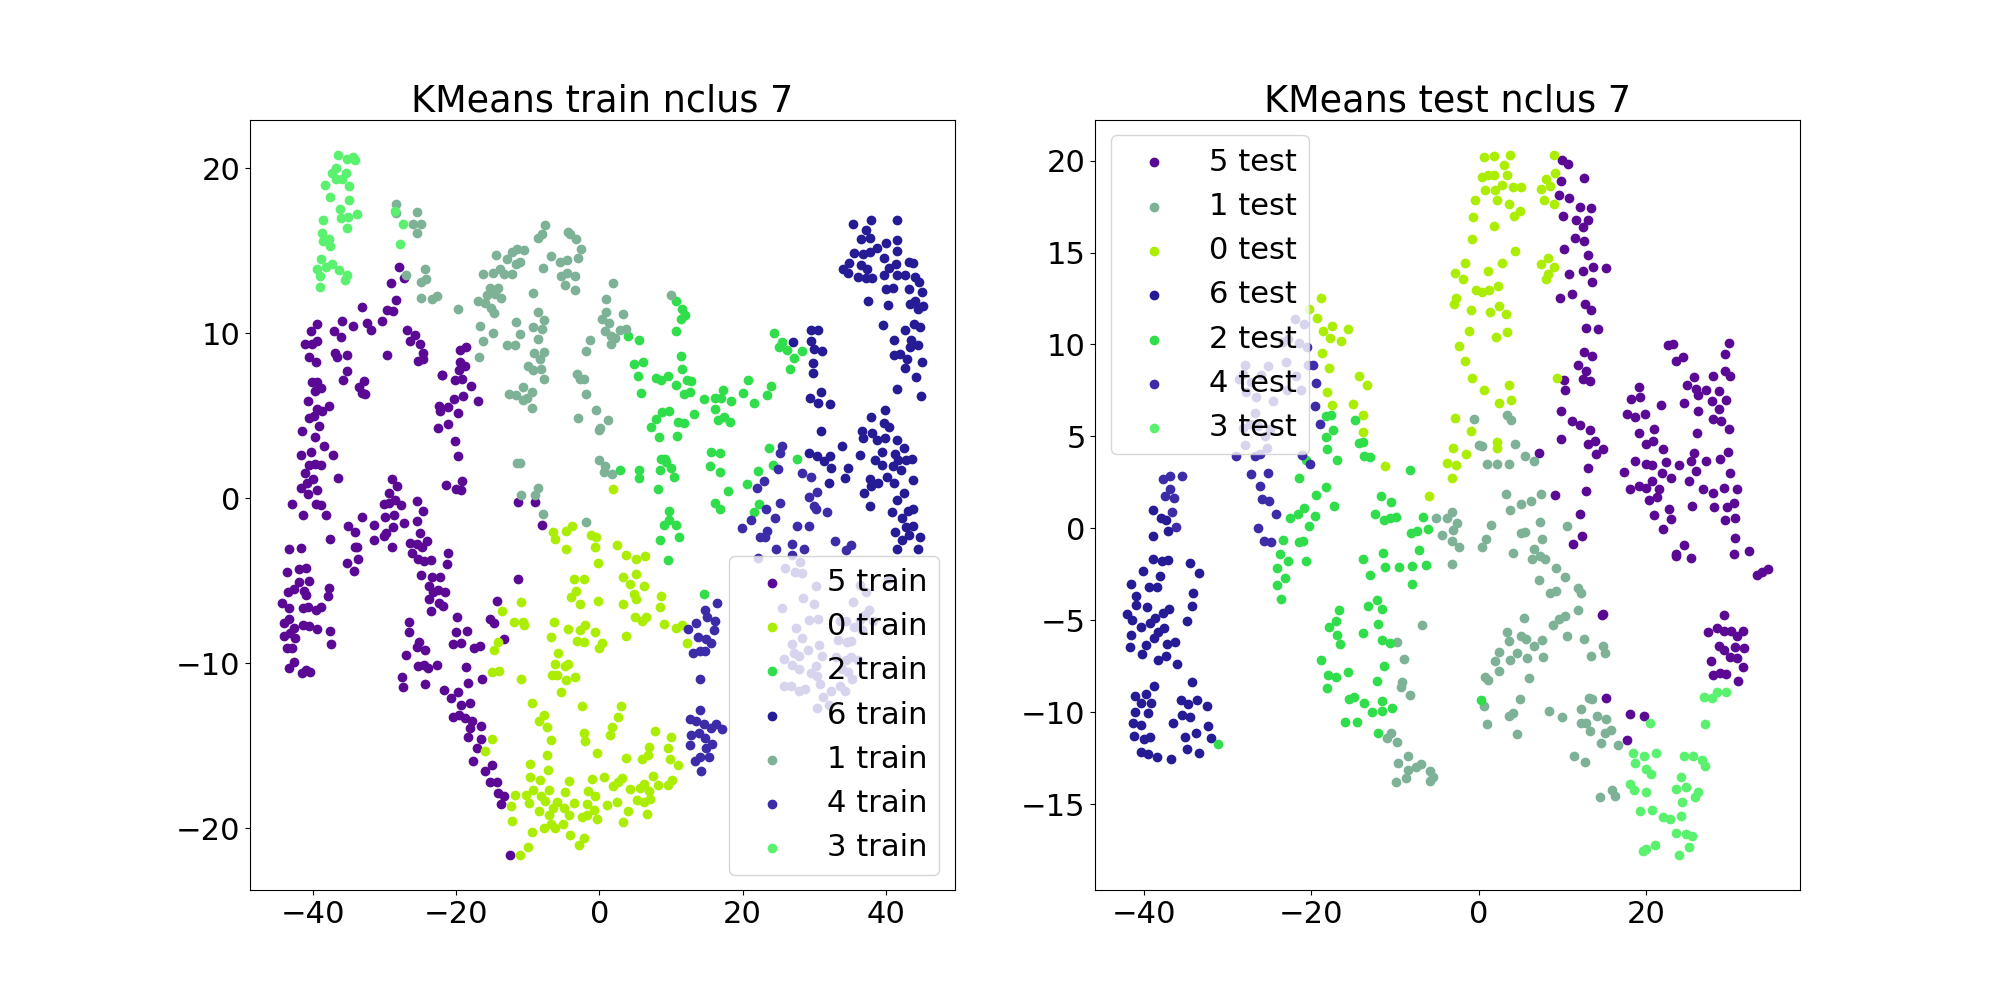 KMeans train nclus 7
20
10
0
−10
−20
−40
−20
0
20
40
5 train
0 train
2 train
6 train
1 train
4 train
3 train
KMeans test nclus 7
20
15
10
5
0
−5
−10
−15
−40
−20
0
20
5 test
1 test
0 test
6 test
2 test
4 test
3 test